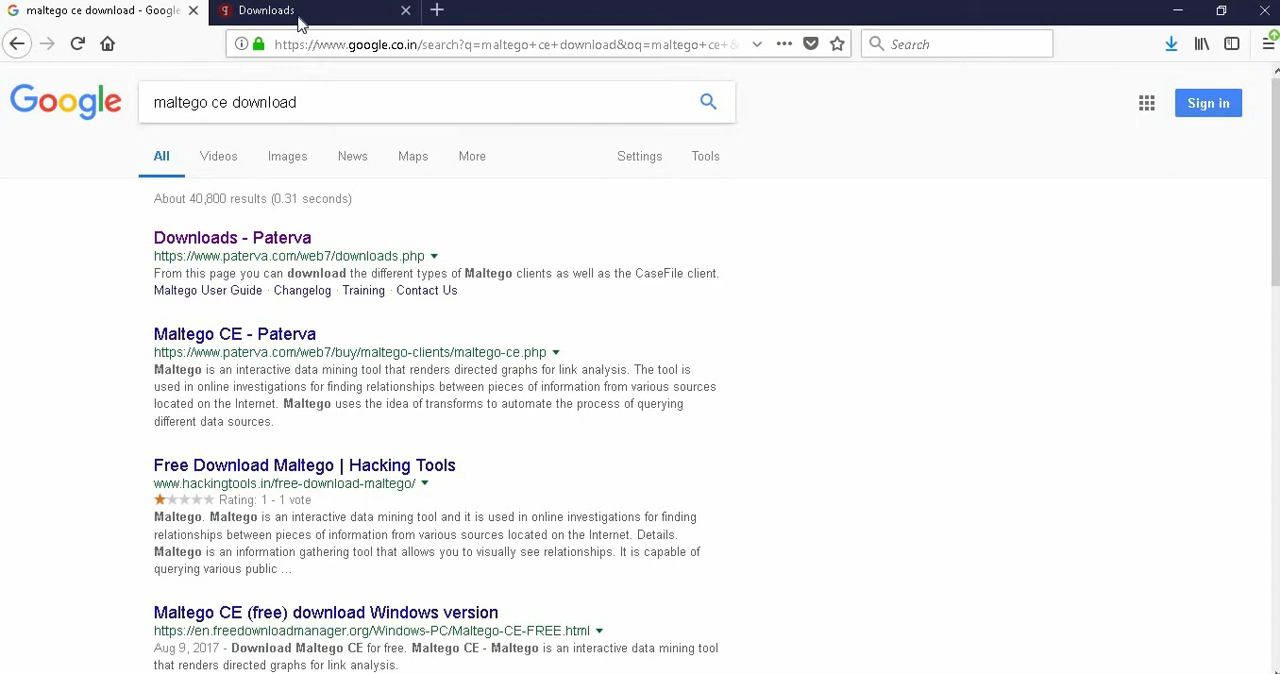 maltego ce download - Google
Downloads
https://www.google.co.in/search?q=maltego+ce+download&oq=maltego+ce+&
Search
Google
maltego ce download
Sign in
All
Videos
Images
News
Maps
More
Settings
Tools
About 40,800 results (0.31 seconds)
Downloads - Paterva
https://www.paterva.com/web7/downloads.php
From this page you can download the different types of Maltego clients as well as the CaseFile client.
Maltego User Guide · Changelog · Training · Contact Us
Maltego CE - Paterva
https://www.paterva.com/web7/buy/maltego-clients/maltego-ce.php
Maltego is an interactive data mining tool that renders directed graphs for link analysis. The tool is
used in online investigations for finding relationships between pieces of information from various sources
located on the Internet. Maltego uses the idea of transforms to automate the process of querying
different data sources.
Free Download Maltego | Hacking Tools
www.hackingtools.in/free-download-maltego/
Rating: 1 - 1 vote
Maltego. Maltego is an interactive data mining tool and it is used in online investigations for finding
relationships between pieces of information from various sources located on the Internet. Details.
Maltego is an information gathering tool that allows you to visually see relationships. It is capable of
querying various public ...
Maltego CE (free) download Windows version
https://en.freedownloadmanager.org/Windows-PC/Maltego-CE-FREE.html
Aug 9, 2017 - Download Maltego CE for free. Maltego CE - Maltego is an interactive data mining tool
that renders directed graphs for link analysis.